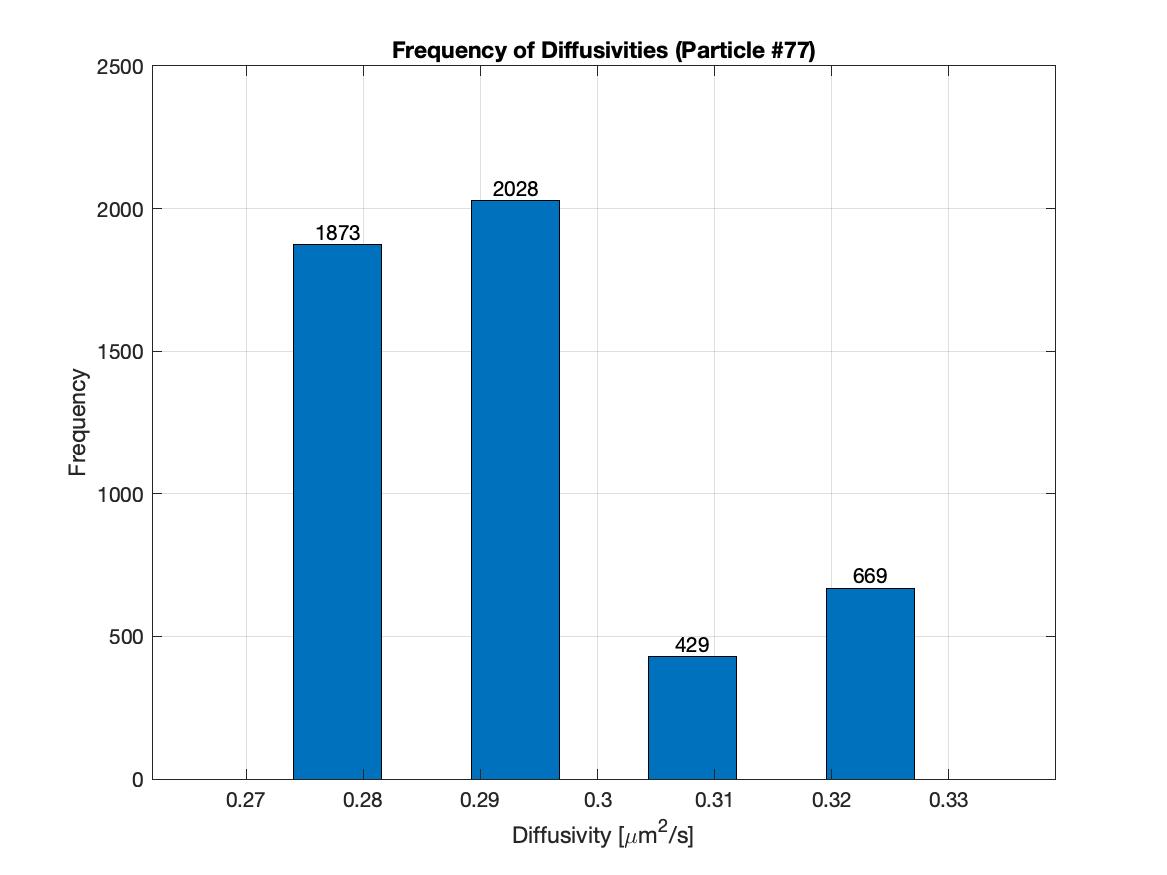 Frequency of Diffusivities (Particle #77)
2500
2000
1500
1000
500
0
Frequency
1873
2028
429
669
0.27 0.28 0.29 0.3 0.31 0.32 0.33
Diffusivity [μm²/s]